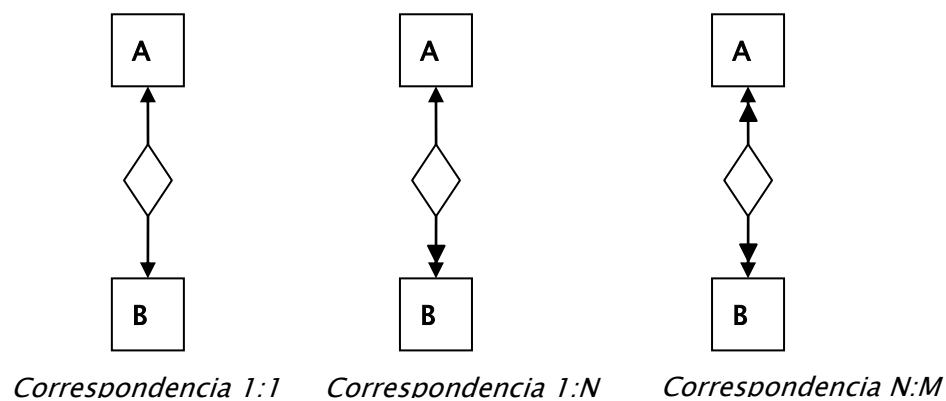 A A A
B B B
Correspondencia 1:1 Correspondencia 1:N Correspondencia N:M